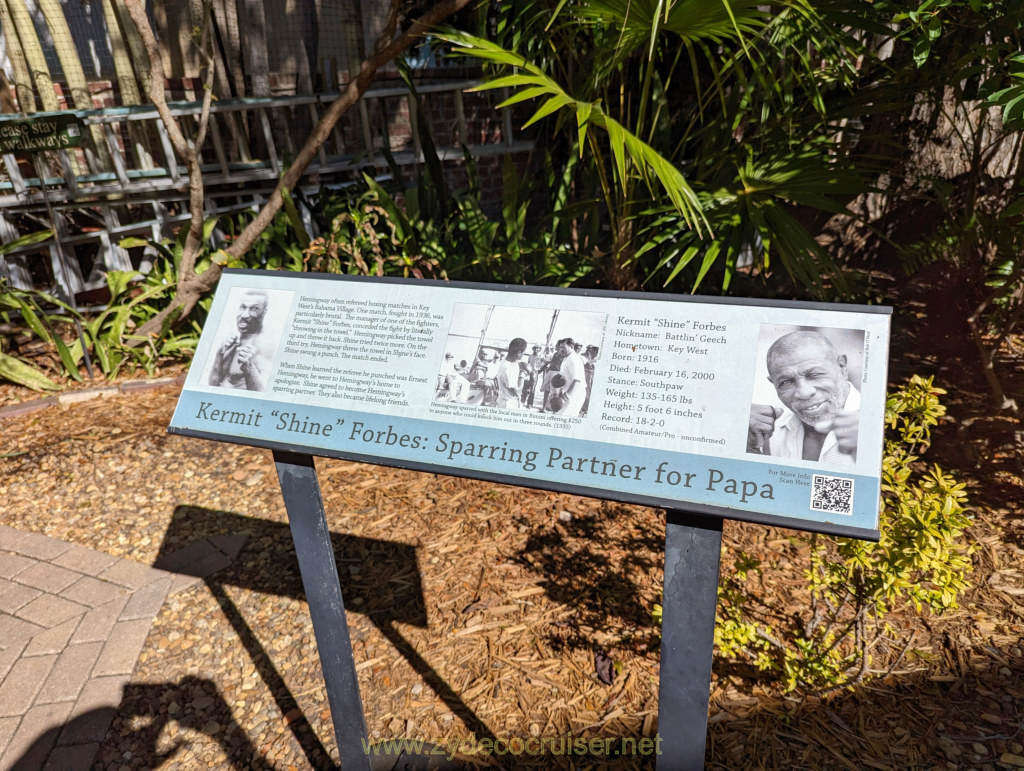 ease stay
walkways
Hemingway often refereed boxing matches in Key
West's Bahama Village. One match, fought in 1936, was
particularly brutal. The manager of one of the fighters,
Kermit "Shine" Forbes, conceded the fight by literally
"throwing in the towel." Hemingway picked the towel
up and threw it back. Shine tried twice more. On the
third try, Hemingway threw the towel in Shine's face.
Shine swung a punch. The match ended.
When Shine learned the referee he punched was Ernest
Hemingway, he went to Hemingway's home to
apologize. Shine agreed to become Hemingway's
sparring partner. They also became lifelong friends.
Hemingway sparred with the local men in Bimini offering $250
to anyone who could knock him out in three rounds. (1935)
Kermit "Shine" Forbes
Nickname: Battlin' Geech
Hometown: Key West
Born: 1916
Died: February 16, 2000
Stance: Southpaw
Weight: 135-165 lbs
Height: 5 foot 6 inches
Record: 18-2-0
(Combined Amateur/Pro - unconfirmed)
Kermit "Shine" Forbes: Sparring Partner for Papa
For More Info
Scan Here
www.zydecocruiser.net